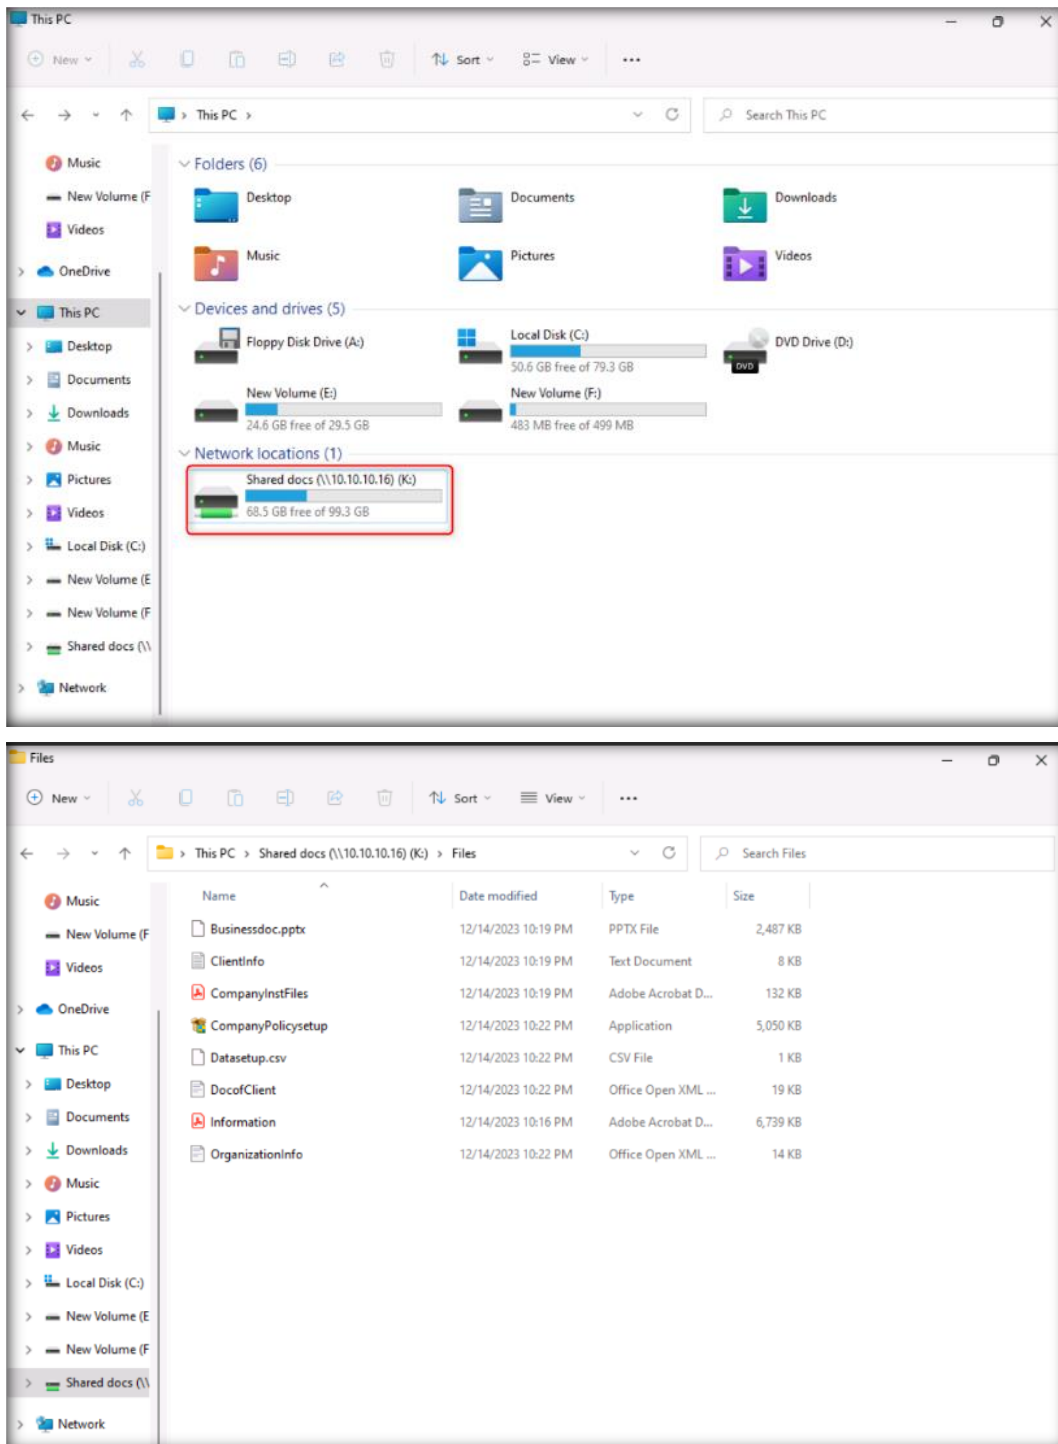 This PC
New
Sort
View
This PC
Search This PC
Music
New Volume (F
Videos
OneDrive
This PC
Desktop
Documents
Downloads
Music
Pictures
Videos
Local Disk (C:)
New Volume (E
New Volume (F
Shared docs (\\
Network
Folders (6)
Desktop
Documents
Downloads
Music
Pictures
Videos
Devices and drives (5)
Floppy Disk Drive (A:)
Local Disk (C:)
50.6 GB free of 79.3 GB
DVD Drive (D:)
DVD
New Volume (E:)
24.6 GB free of 29.5 GB
New Volume (F:)
483 MB free of 499 MB
Network locations (1)
Shared docs (\\10.10.10.16) (K:)
68.5 GB free of 99.3 GB
Files
New
Sort
View
This PC > Shared docs (\\10.10.10.16) (K:) > Files
Search Files
Music
New Volume (F
Videos
OneDrive
This PC
Desktop
Documents
Downloads
Music
Pictures
Videos
Local Disk (C:)
New Volume (E
New Volume (F
Shared docs (\\
Network
Name Date modified Type Size
Businessdoc.pptx 12/14/2023 10:19 PM PPTX File 2,487 KB
ClientInfo 12/14/2023 10:19 PM Text Document 8 KB
CompanyInstFiles 12/14/2023 10:19 PM Adobe Acrobat D... 132 KB
CompanyPolicysetup 12/14/2023 10:22 PM Application 5,050 KB
Datasetup.csv 12/14/2023 10:22 PM CSV File 1 KB
DocofClient 12/14/2023 10:22 PM Office Open XML ... 19 KB
Information 12/14/2023 10:16 PM Adobe Acrobat D... 6,739 KB
OrganizationInfo 12/14/2023 10:22 PM Office Open XML ... 14 KB